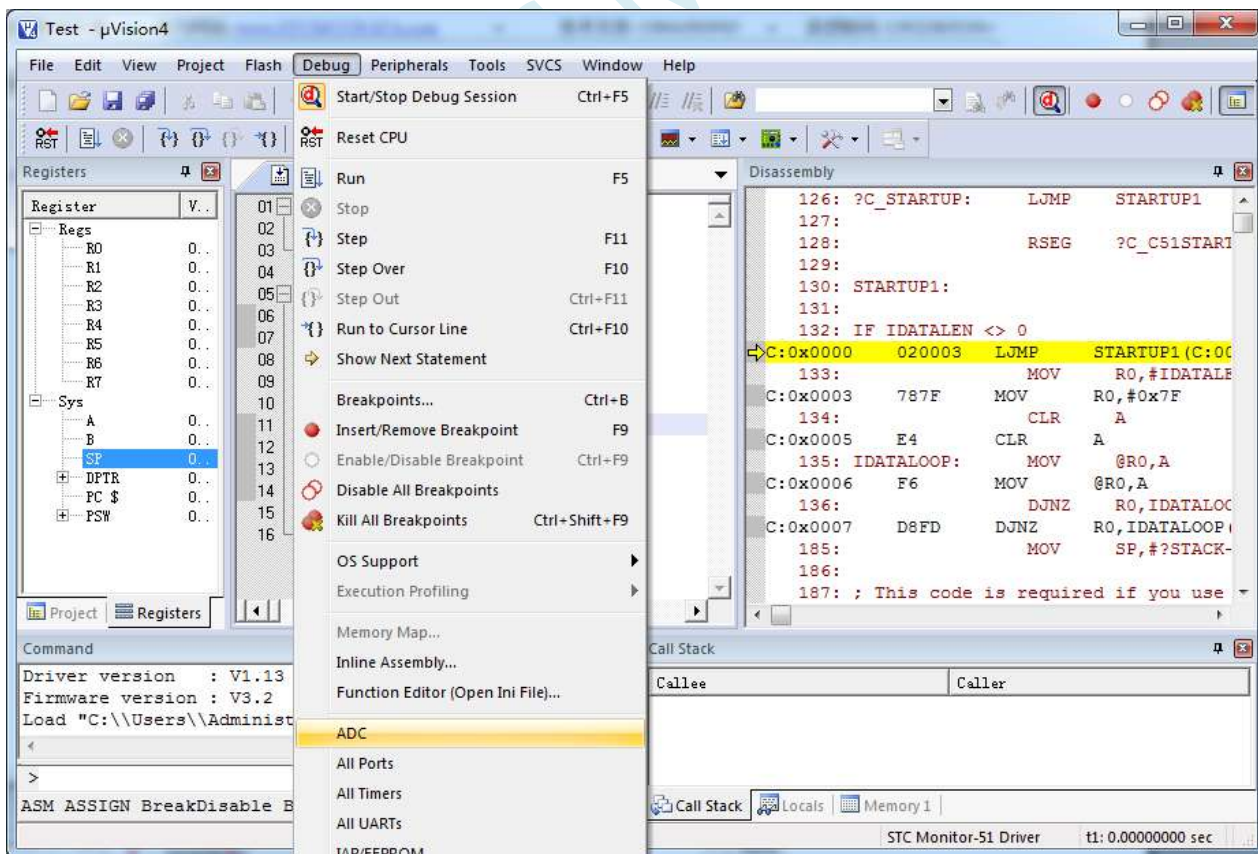 Test - µVision4
File Edit View Project Flash Debug Peripherals Tools SVCS Window Help
Start/Stop Debug Session Ctrl+F5
RST Reset CPU
Run F5
Stop
Step F11
Step Over F10
Step Out Ctrl+F11
Run to Cursor Line Ctrl+F10
Show Next Statement
Breakpoints... Ctrl+B
Insert/Remove Breakpoint F9
Enable/Disable Breakpoint Ctrl+F9
Disable All Breakpoints
Kill All Breakpoints Ctrl+Shift+F9
OS Support
Execution Profiling
Memory Map...
Inline Assembly...
Function Editor (Open Ini File)...
ADC
All Ports
All Timers
All UARTs
IAP/EEPROM
RST
Registers
Register V..
Regs
R0 0..
R1 0..
R2 0..
R3 0..
R4 0..
R5 0..
R6 0..
R7 0..
Sys
A 0..
B 0..
SP 0..
DPTR 0..
PC $ 0..
PSW 0..
Project Registers
01
02
03
04
05
06
07
08
09
10
11
12
13
14
15
16
Disassembly
126: ?C_STARTUP: LJMP STARTUP1
127:
128: RSEG ?C_C51START
129:
130: STARTUP1:
131:
132: IF IDATALEN <> 0
C:0x0000 020003 LJMP STARTUP1(C:00
133: MOV R0,#IDATALE
C:0x0003 787F MOV R0,#0x7F
134: CLR A
C:0x0005 E4 CLR A
135: IDATALOOP: MOV @R0,A
C:0x0006 F6 MOV @R0,A
136: DJNZ R0,IDATALOO
C:0x0007 D8FD DJNZ R0,IDATALOOP(
185: MOV SP,#?STACK-
186:
187: ; This code is required if you use
Command
Driver version : V1.13
Firmware version : V3.2
Load "C:\\Users\\Administ
>
ASM ASSIGN BreakDisable B
Call Stack
Callee Caller
Call Stack Locals Memory 1
STC Monitor-51 Driver t1: 0.00000000 sec